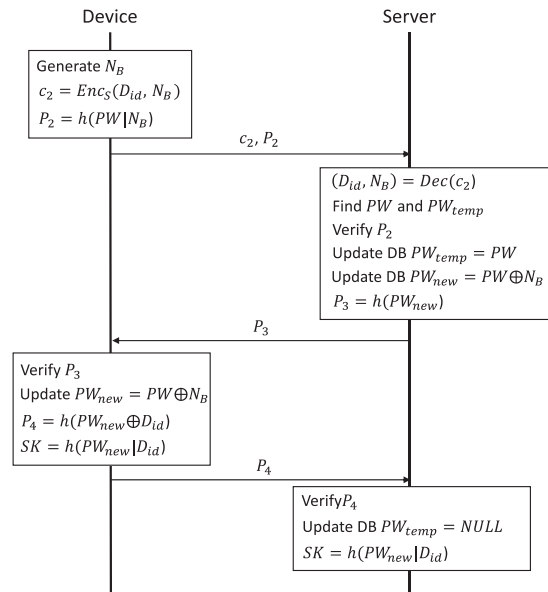 Device
Server
Generate N_B
c_2 = Enc_S(D_id, N_B)
P_2 = h(PW|N_B)
c_2, P_2
(D_id, N_B) = Dec(c_2)
Find PW and PW_temp
Verify P_2
Update DB PW_temp = PW
Update DB PW_new = PW⊕N_B
P_3 = h(PW_new)
P_3
Verify P_3
Update PW_new = PW⊕N_B
P_4 = h(PW_new⊕D_id)
SK = h(PW_new|D_id)
P_4
VerifyP_4
Update DB PW_temp = NULL
SK = h(PW_new|D_id)